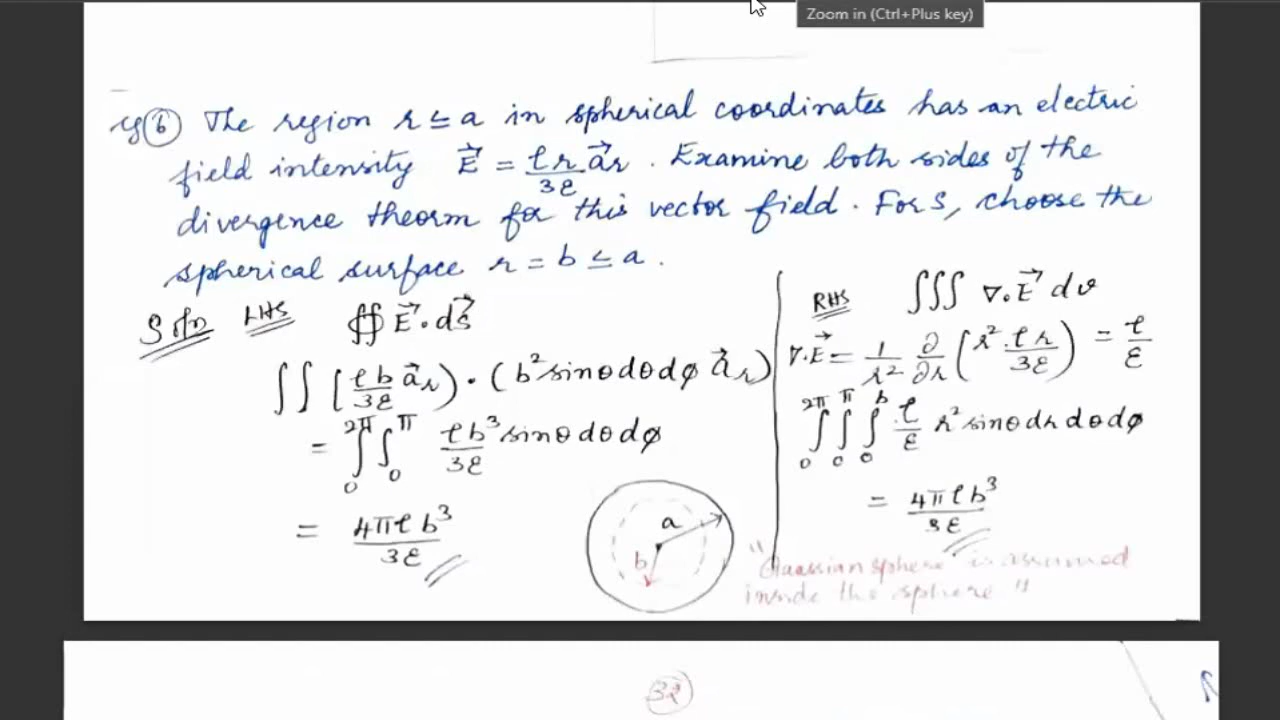 Zoom in (Ctrl+Plus key)
eg 6 The region r ≤ a in spherical coordinates has an electric
field intensity E⃗ = ρr/3ε a⃗r . Examine both sides of the
divergence theorm for this vector field . For S, choose the
spherical surface r = b ≤ a .
Soln LHS ∯ E⃗ . dS⃗
∫∫ [ρb/3ε a⃗r) . (b² sinθ dθ dφ a⃗r)
= ∫₀^2π ∫₀^π ρb³/3ε sinθ dθ dφ
= 4πρb³/3ε
a
b
RHS ∫∫∫ ∇.E⃗ dv
∇.E⃗ = 1/r² ∂/∂r (r² . ρr/3ε) = ρ/ε
∫₀^2π ∫₀^π ∫₀^b ρ/ε r² sinθ dr dθ dφ
= 4πρb³/3ε
"Gaussian sphere is assumed
inside the sphere"
32